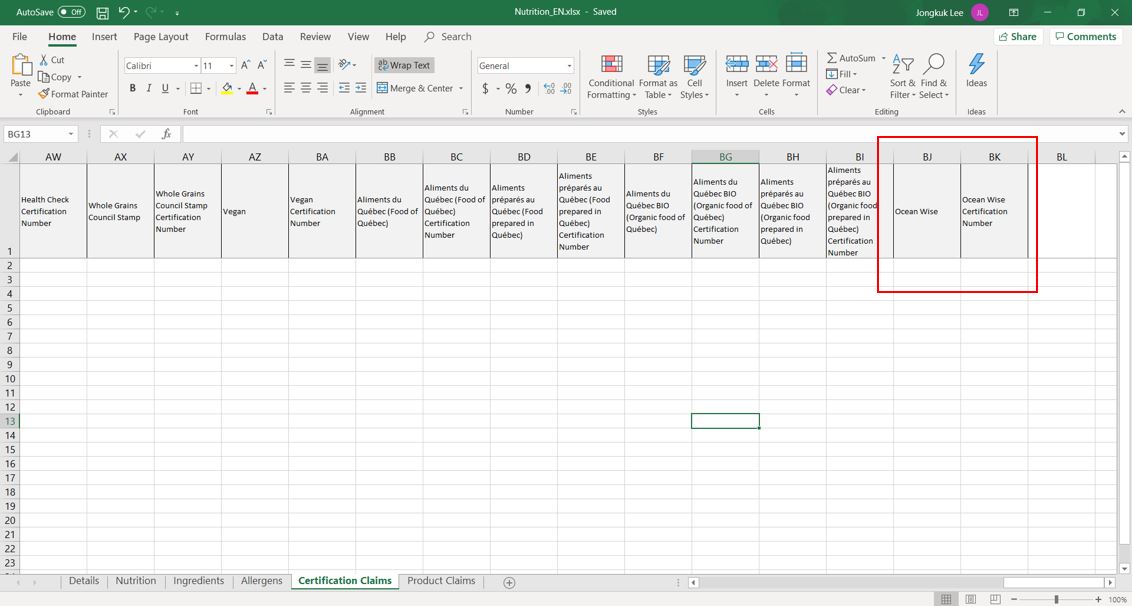 AutoSave Off
Nutrition_EN.xlsx - Saved
Jongkuk Lee JL
File Home Insert Page Layout Formulas Data Review View Help Search
Share Comments
Paste
Cut
Copy
Format Painter
Clipboard
Calibri 11
B I U
Font
Wrap Text
Merge & Center
Alignment
General
$ % ,
Number
Conditional
Formatting
Format as
Table
Cell
Styles
Styles
Insert Delete Format
Cells
AutoSum
Fill
Clear
Sort &
Filter
Find &
Select
Editing
Ideas
Ideas
BG13 fx
AW AX AY AZ BA BB BC BD BE BF BG BH BI BJ BK BL
1
Health Check
Certification
Number
Whole Grains
Council Stamp
Whole Grains
Council Stamp
Certification
Number
Vegan
Vegan
Certification
Number
Aliments du
Québec (Food of
Québec)
Aliments du
Québec (Food of
Québec)
Certification
Number
Aliments
préparés au
Québec (Food
prepared in
Québec)
Aliments
préparés au
Québec (Food
prepared in
Québec)
Certification
Number
Aliments du
Québec BIO
(Organic food of
Québec)
Aliments du
Québec BIO
(Organic food of
Québec)
Certification
Number
Aliments
préparés au
Québec BIO
(Organic food
prepared in
Québec)
Aliments
préparés au
Québec BIO
(Organic food
prepared in
Québec)
Certification
Number
Ocean Wise
Ocean Wise
Certification
Number
2
3
4
5
6
7
8
9
10
11
12
13
14
15
16
17
18
19
20
21
22
23
Details Nutrition Ingredients Allergens Certification Claims Product Claims
100%